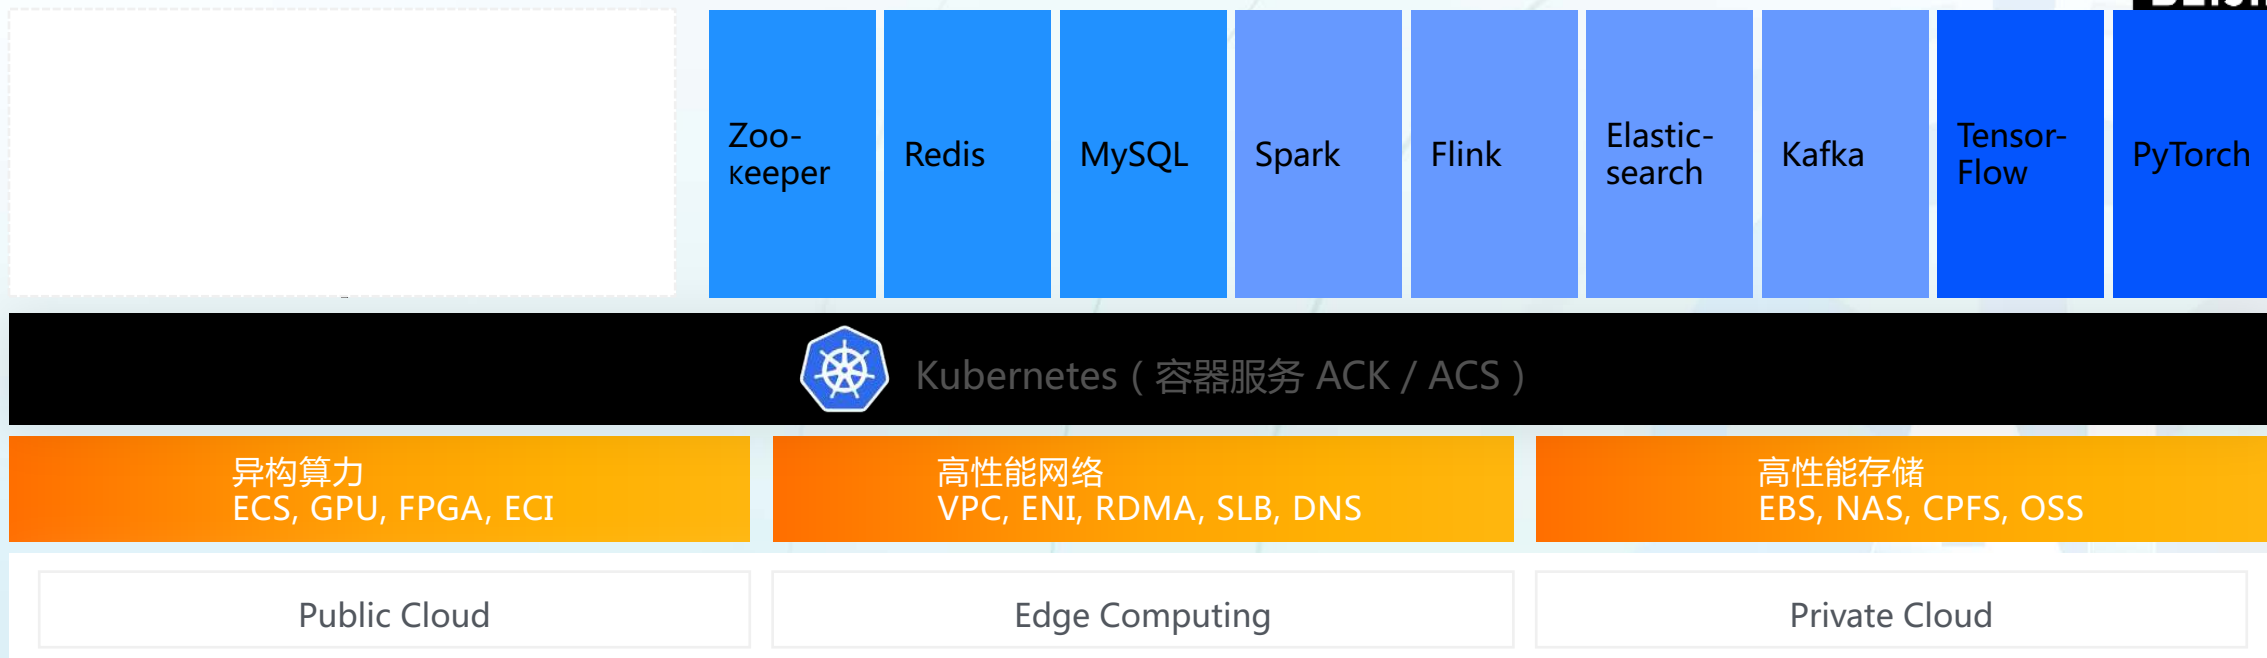 Zoo-
keeper
Redis
MySQL
Spark
Flink
Elastic-
search
Kafka
Tensor-
Flow
PyTorch
Kubernetes（容器服务 ACK / ACS）
异构算力
ECS, GPU, FPGA, ECI
高性能网络
VPC, ENI, RDMA, SLB, DNS
高性能存储
EBS, NAS, CPFS, OSS
Public Cloud
Edge Computing
Private Cloud